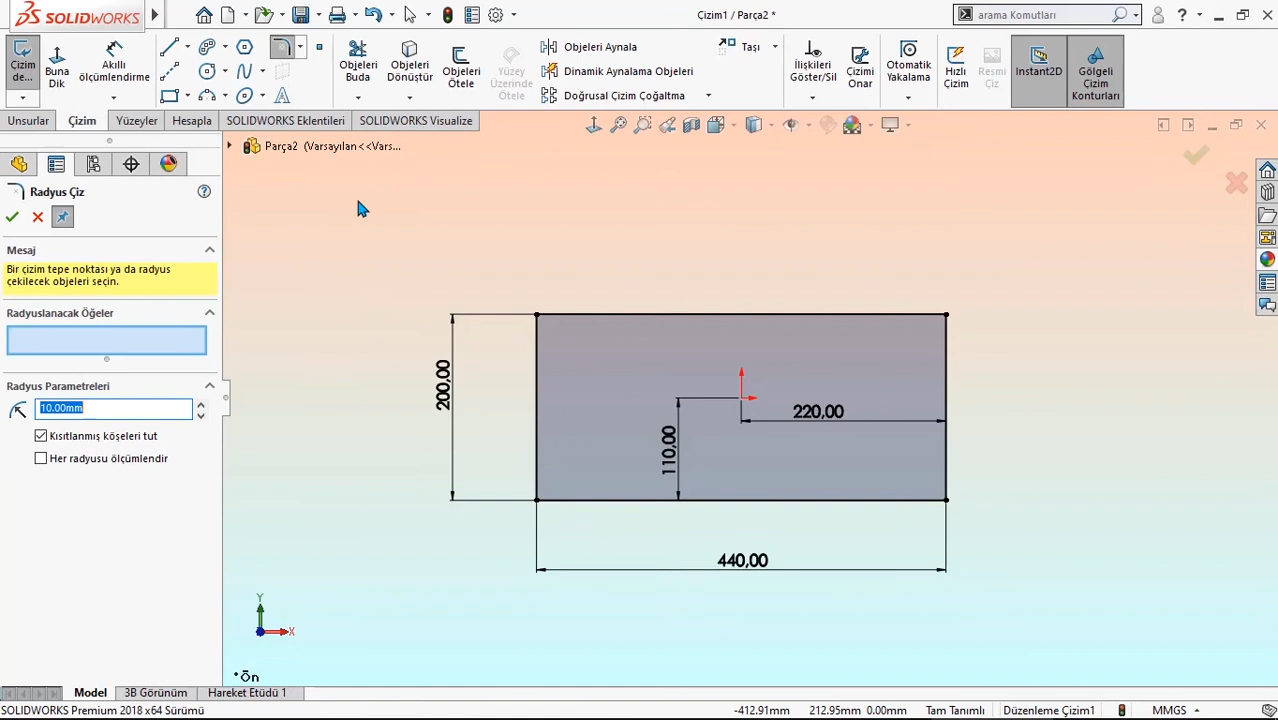 SOLIDWORKS
Çizim1 / Parça2 *
arama Komutları
Çizim de...
Buna Dik
Akıllı ölçümlendirme
Objeleri Buda
Objeleri Dönüştür
Objeleri Ötele
Yüzey Üzerinde Ötele
Objeleri Aynala
Dinamik Aynalama Objeleri
Doğrusal Çizim Çoğaltma
Taşı
İlişkileri Göster/Sil
Çizimi Onar
Otomatik Yakalama
Hızlı Çizim
Resmi Çiz
Instant2D
Gölgeli Çizim Konturları
Unsurlar
Çizim
Yüzeyler
Hesapla
SOLIDWORKS Eklentileri
SOLIDWORKS Visualize
Parça2 (Varsayılan<<Vars...
Radyus Çiz
Mesaj
Bir çizim tepe noktası ya da radyus
çekilecek objeleri seçin.
Radyuslanacak Öğeler
Radyus Parametreleri
10.00mm
Kısıtlanmış köşeleri tut
Her radyusu ölçümlendir
200,00
220,00
110,00
440,00
Y
X
*Ön
Model
3B Görünüm
Hareket Etüdü 1
SOLIDWORKS Premium 2018 x64 Sürümü
-412.91mm
212.95mm 0.00mm
Tam Tanımlı
Düzenleme Çizim1
MMGS